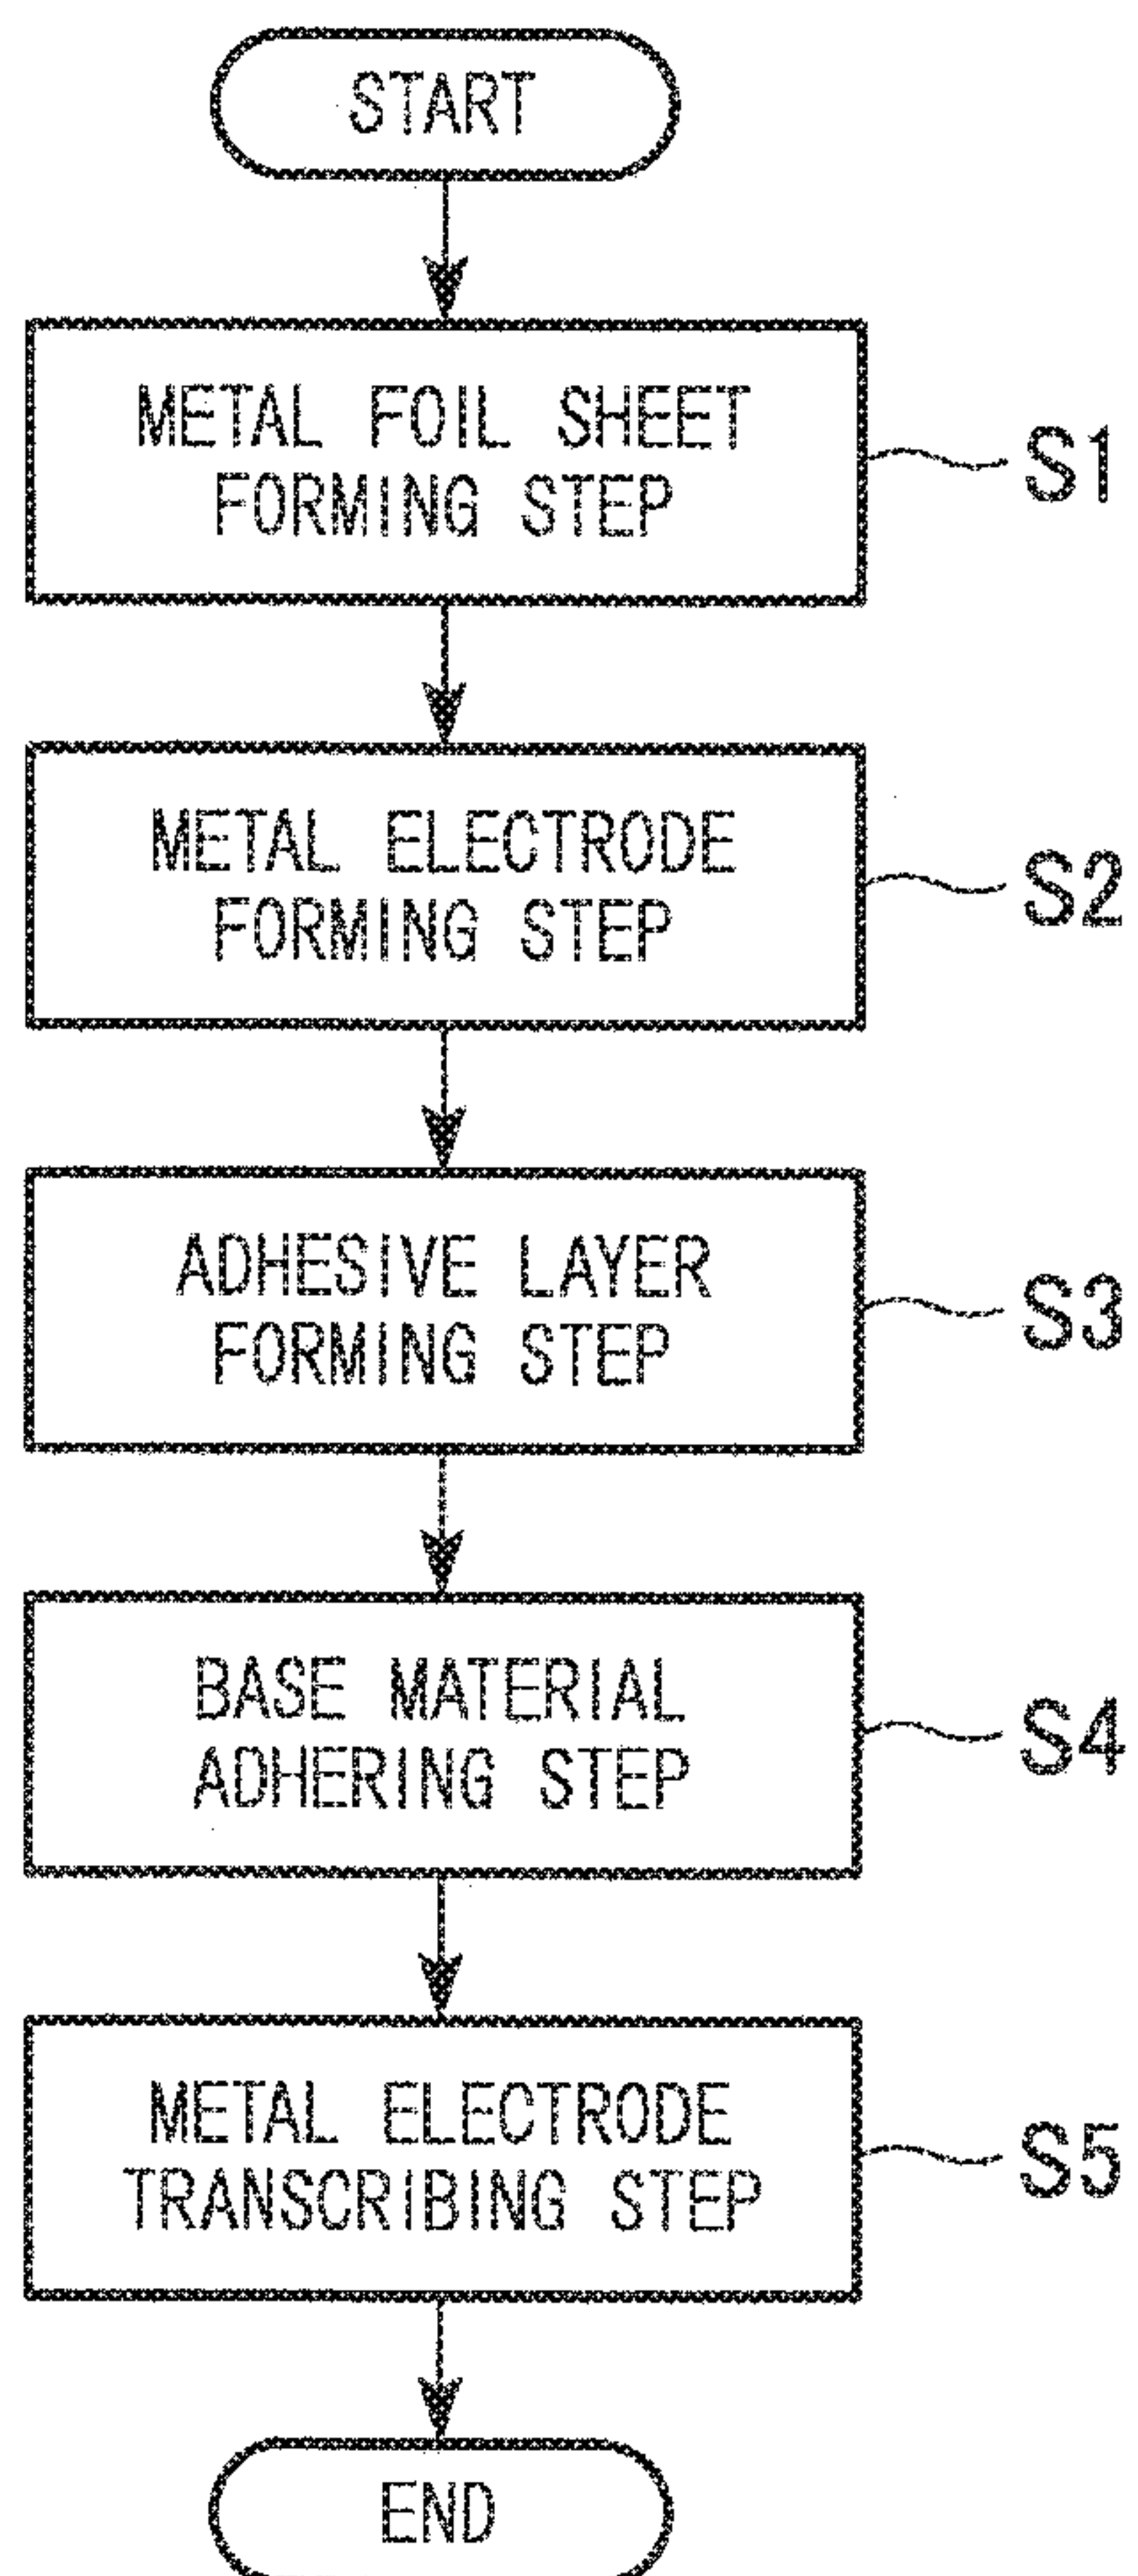 START
METAL FOIL SHEET
FORMING STEP
S1
METAL ELECTRODE
FORMING STEP
S2
ADHESIVE LAYER
FORMING STEP
S3
BASE MATERIAL
ADHERING STEP
S4
METAL ELECTRODE
TRANSCRIBING STEP
S5
END